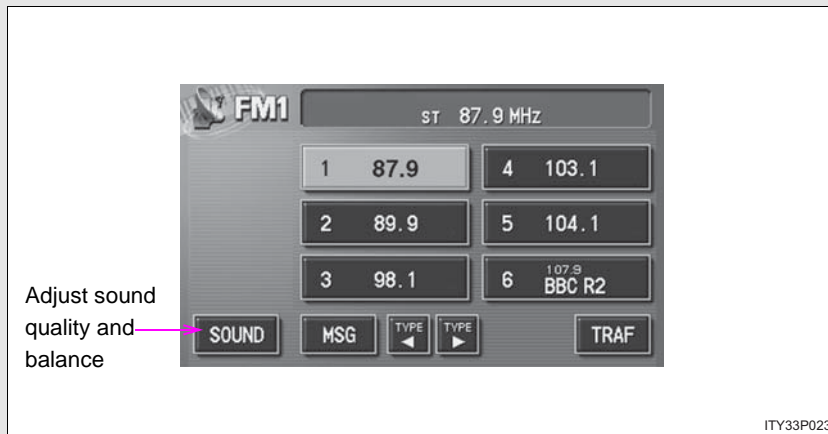 FM1
ST 87.9 MHz
1 87.9
4 103.1
2 89.9
5 104.1
3 98.1
6 107.9 BBC R2
Adjust sound
quality and
balance
SOUND
MSG
TYPE
TYPE
TRAF
ITY33P023